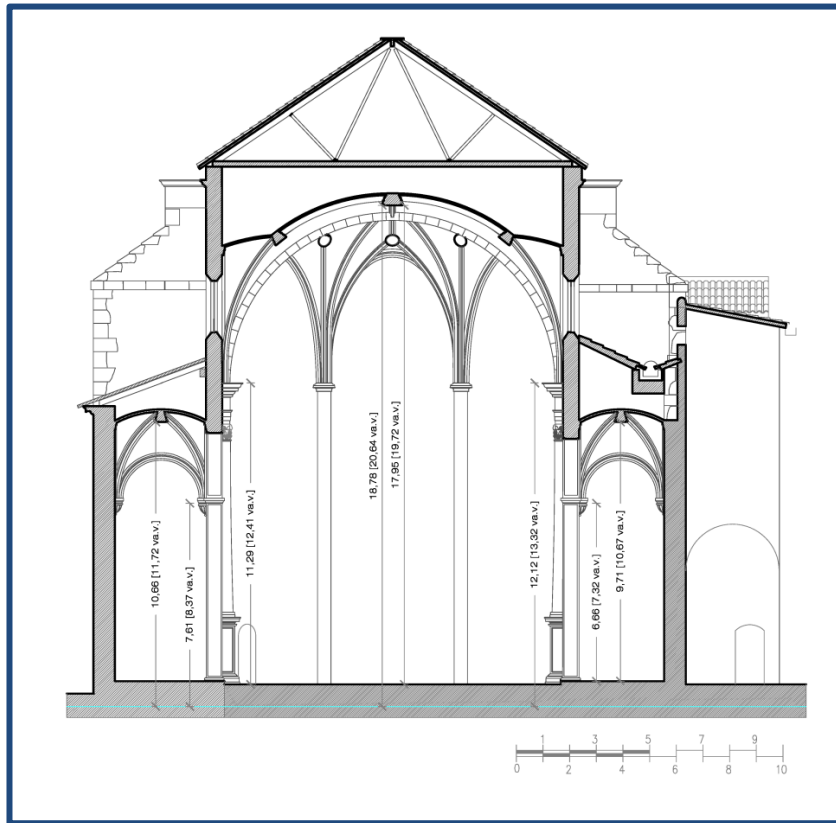 18,78 [20,64 va.v.]
17,95 [19,72 va.v.]
11,29 [12,41 va.v.]
12,12 [13,32 va.v.]
10,66 [11,72 va.v.]
7,61 [8,37 va.v.]
6,66 [7,32 va.v.]
9,71 [10,67 va.v.]
1 3 5 7 9
0 2 4 6 8 10